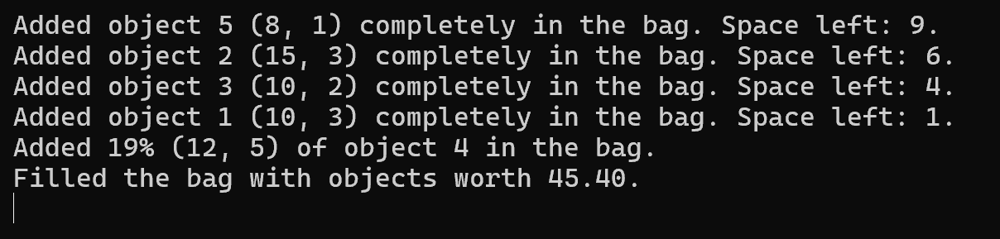 Added object 5 (8, 1) completely in the bag. Space left: 9.
Added object 2 (15, 3) completely in the bag. Space left: 6.
Added object 3 (10, 2) completely in the bag. Space left: 4.
Added object 1 (10, 3) completely in the bag. Space left: 1.
Added 19% (12, 5) of object 4 in the bag.
Filled the bag with objects worth 45.40.